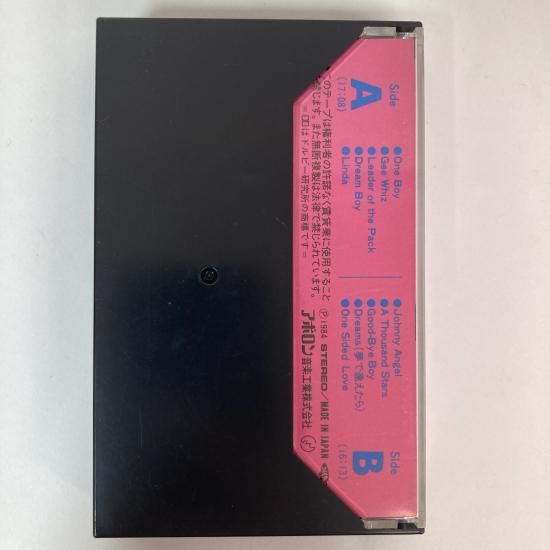 Side
A
(17:08)
●One Boy
●Gee Whiz
●Leader of the Pack
●Dream Boy
●Linda
●Johnny Angel
●A Thousand Stars
●Good-Bye Boy
●Dreams(夢で逢えたら)
●One Sided Love
Side
B
(16:13)
このテープは権利者の許諾なく賃貸業に使用すること
を禁じます。また無断複製は法律で禁じられています。
=□□はドルビー研究所の商標です=
Ⓟ1984 STEREO/MADE IN JAPAN
アポロン音楽工業株式会社